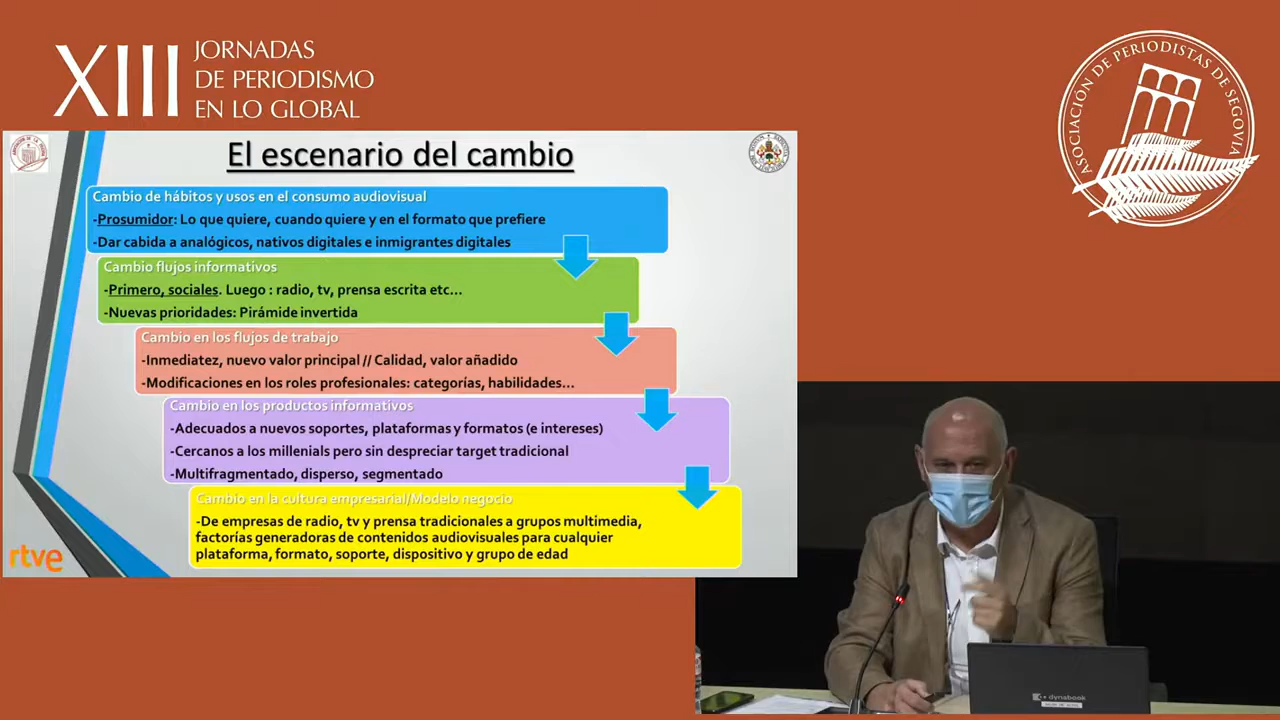 XIII
JORNADAS
DE PERIODISMO
EN LO GLOBAL
ASOCIACIÓN DE PERIODISTAS DE SEGOVIA
El escenario del cambio
Cambio de hábitos y usos en el consumo audiovisual
-Prosumidor: Lo que quiere, cuando quiere y en el formato que prefiere
-Dar cabida a analógicos, nativos digitales e inmigrantes digitales
Cambio flujos informativos
-Primero, sociales. Luego : radio, tv, prensa escrita etc...
-Nuevas prioridades: Pirámide invertida
Cambio en los flujos de trabajo
-Inmediatez, nuevo valor principal // Calidad, valor añadido
-Modificaciones en los roles profesionales: categorías, habilidades...
Cambio en los productos informativos
-Adecuados a nuevos soportes, plataformas y formatos (e intereses)
-Cercanos a los millenials pero sin despreciar target tradicional
-Multifragmentado, disperso, segmentado
Cambio en la cultura empresarial/Modelo negocio
-De empresas de radio, tv y prensa tradicionales a grupos multimedia,
factorías generadoras de contenidos audiovisuales para cualquier
plataforma, formato, soporte, dispositivo y grupo de edad
rtve
dynabook